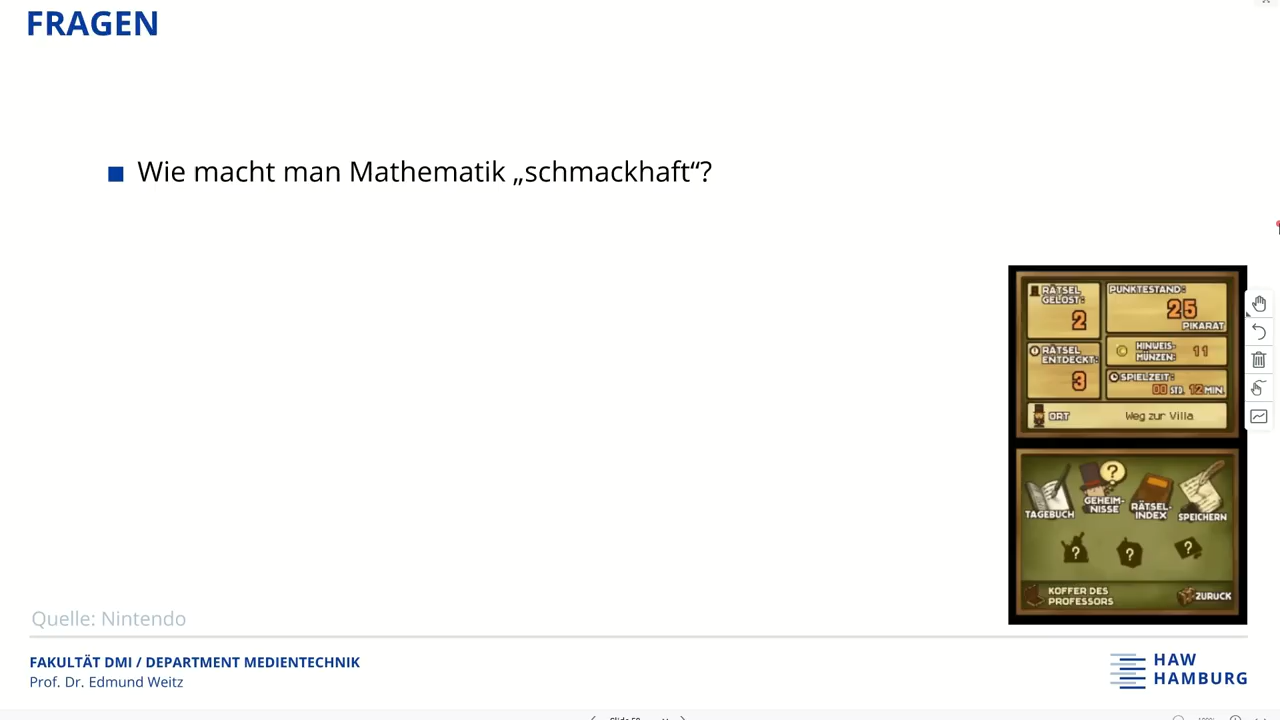 FRAGEN
Wie macht man Mathematik „schmackhaft“?
RÄTSEL
GELÖST:
2
PUNKTESTAND:
25
PIKARAT
RÄTSEL
ENTDECKT:
3
HINWEIS-
MÜNZEN:
11
SPIELZEIT:
00 STD. 12 MIN.
ORT
Weg zur Villa
TAGEBUCH
GEHEIM-
NISSE
RÄTSEL-
INDEX
SPEICHERN
?
?
?
?
KOFFER DES
PROFESSORS
ZURÜCK
Quelle: Nintendo
FAKULTÄT DMI / DEPARTMENT MEDIENTECHNIK
Prof. Dr. Edmund Weitz
HAW
HAMBURG